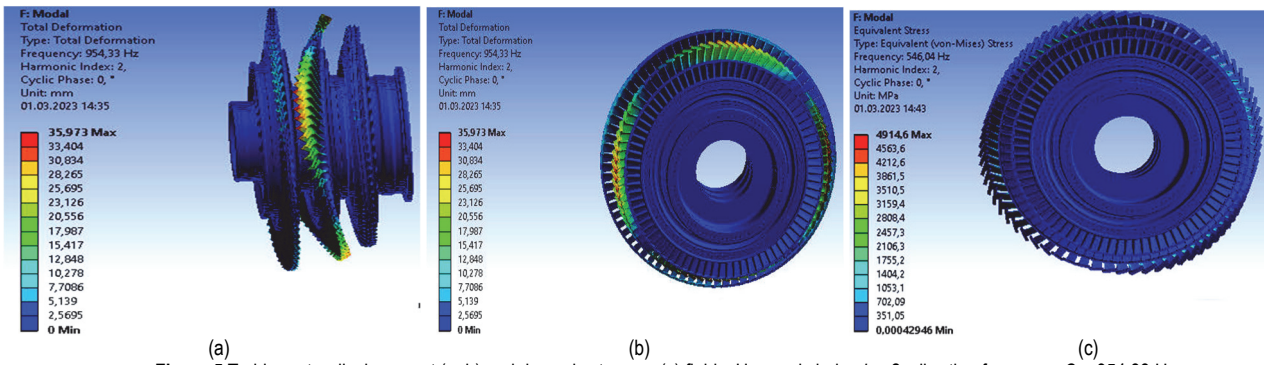 F: Modal
Total Deformation
Type: Total Deformation
Frequency: 954,33 Hz
Harmonic Index: 2,
Cyclic Phase: 0, °
Unit: mm
01.03.2023 14:35
35,973 Max
33,404
30,834
28,265
25,695
23,126
20,556
17,987
15,417
12,848
10,278
7,7086
5,139
2,5695
0 Min
(a)
F: Modal
Total Deformation
Type: Total Deformation
Frequency: 954,33 Hz
Harmonic Index: 2,
Cyclic Phase: 0, °
Unit: mm
01.03.2023 14:35
35,973 Max
33,404
30,834
28,265
25,695
23,126
20,556
17,987
15,417
12,848
10,278
7,7086
5,139
2,5695
0 Min
(b)
F: Modal
Equivalent Stress
Type: Equivalent (von-Mises) Stress
Frequency: 546,04 Hz
Harmonic Index: 2,
Cyclic Phase: 0, °
Unit: MPa
01.03.2023 14:43
4914,6 Max
4563,6
4212,6
3861,5
3510,5
3159,4
2808,4
2457,3
2106,3
1755,2
1404,2
1053,1
702,09
351,05
0,00042946 Min
(c)